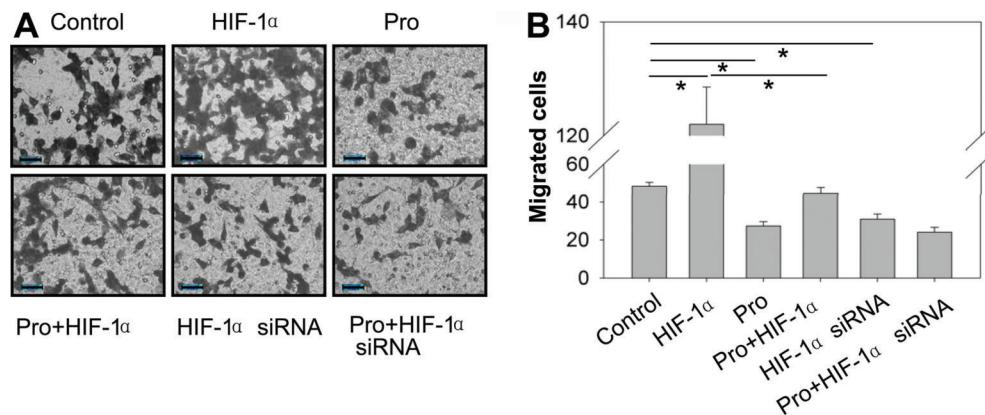 A
Control
HIF-1α
Pro
Pro+HIF-1α
HIF-1α siRNA
Pro+HIF-1α
siRNA
B
Migrated cells
140
120
60
40
20
0
*
*
*
*
Control
HIF-1α
Pro
Pro+HIF-1α
HIF-1α siRNA
Pro+HIF-1α siRNA